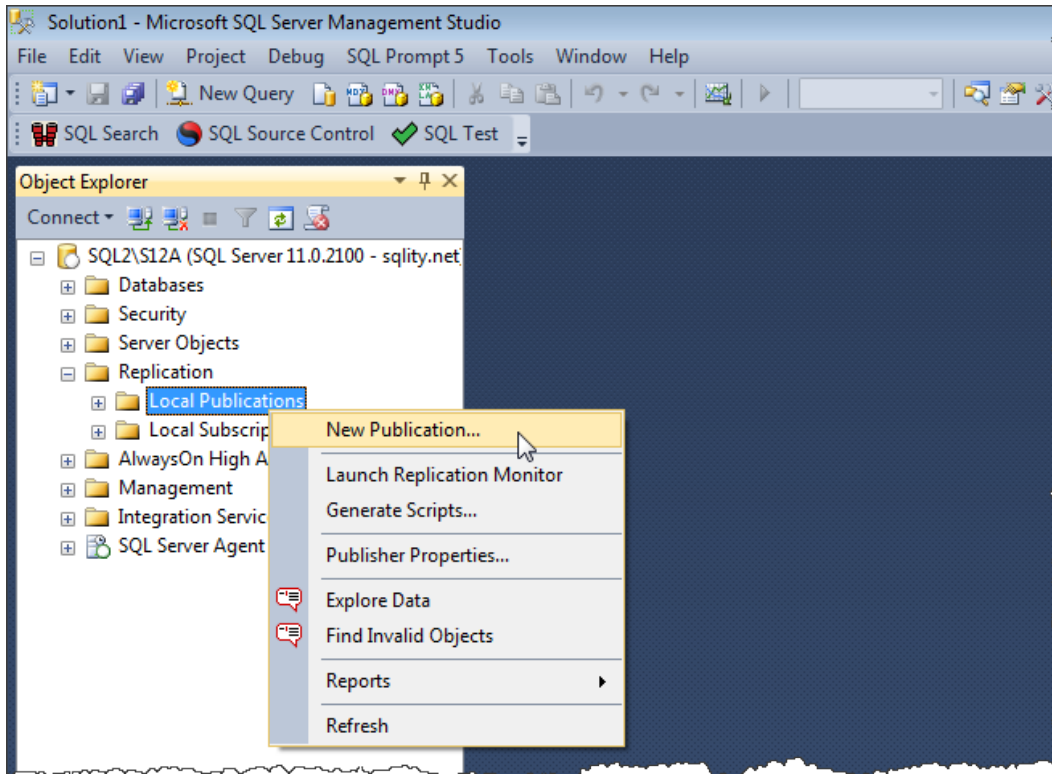 Solution1 - Microsoft SQL Server Management Studio
File Edit View Project Debug SQL Prompt 5 Tools Window Help
New Query
SQL Search SQL Source Control SQL Test
Object Explorer
Connect
SQL2\S12A (SQL Server 11.0.2100 - sqlity.net
Databases
Security
Server Objects
Replication
Local Publications
Local Subscrip
AlwaysOn High A
Management
Integration Servic
SQL Server Agent
New Publication...
Launch Replication Monitor
Generate Scripts...
Publisher Properties...
Explore Data
Find Invalid Objects
Reports
Refresh